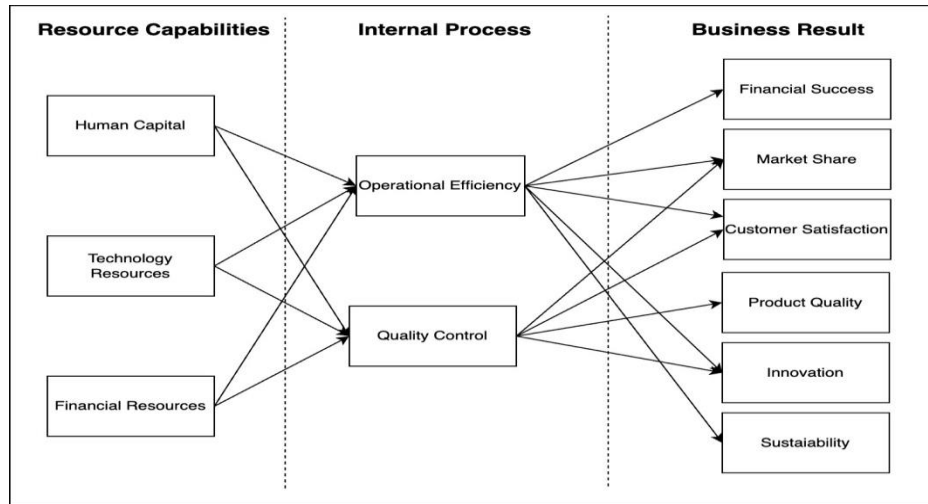 Resource Capabilities
Internal Process
Business Result
Human Capital
Technology
Resources
Financial Resources
Operational Efficiency
Quality Control
Financial Success
Market Share
Customer Satisfaction
Product Quality
Innovation
Sustaiability